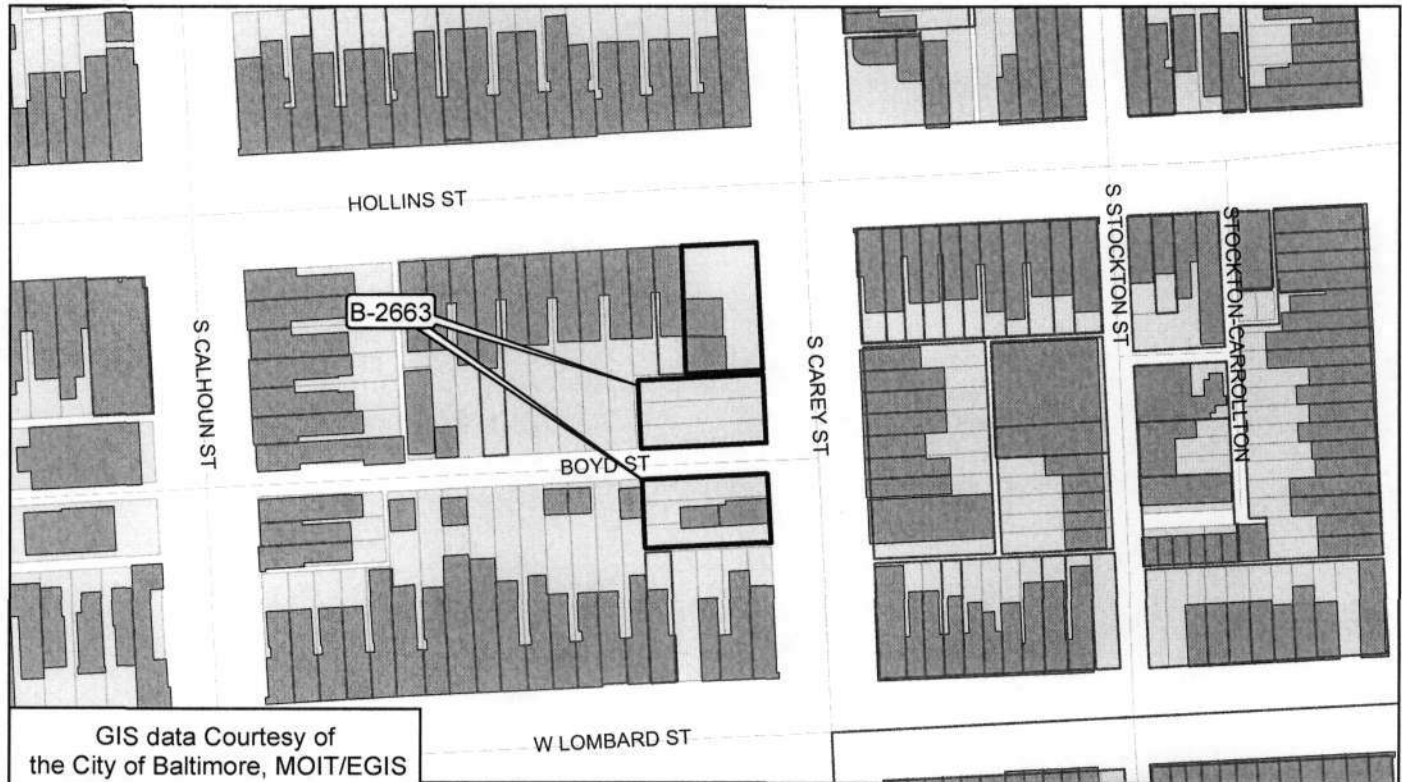 HOLLINS ST
S STOCKTON ST
STOCKTON-CARROLLTON
B-2663
S CALHOUN ST
S CAREY ST
BOYD ST
W LOMBARD ST
GIS data Courtesy of
the City of Baltimore, MOIT/EGIS